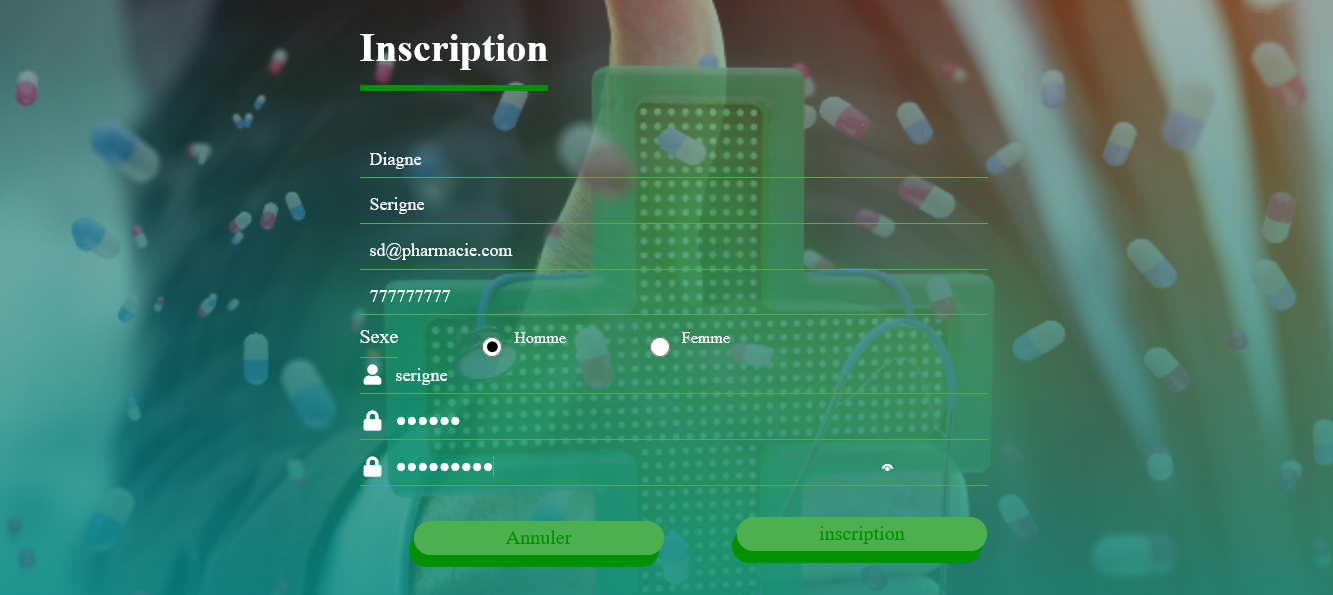 Inscription
Diagne
Serigne
sd@pharmacie.com
777777777
Sexe Homme Femme
serigne
••••••
•••••••••
Annuler inscription